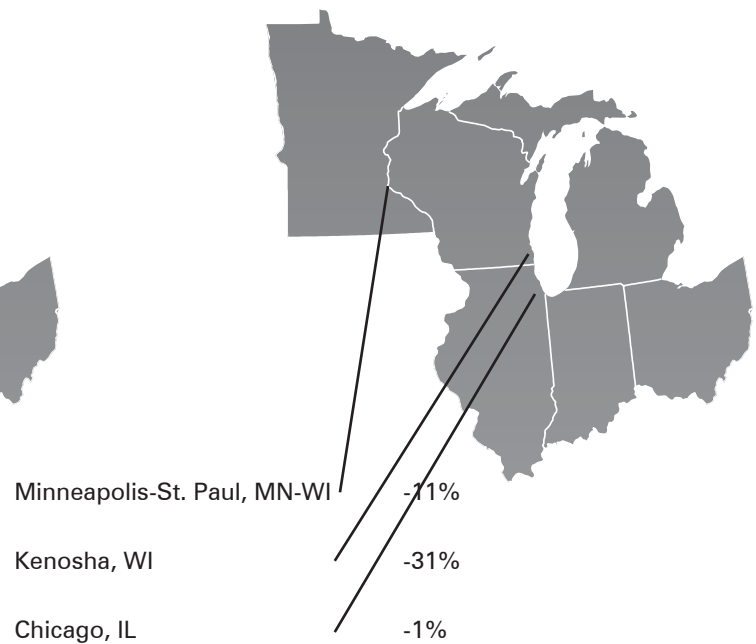 Minneapolis-St. Paul, MN-WI -11%
Kenosha, WI -31%
Chicago, IL -1%